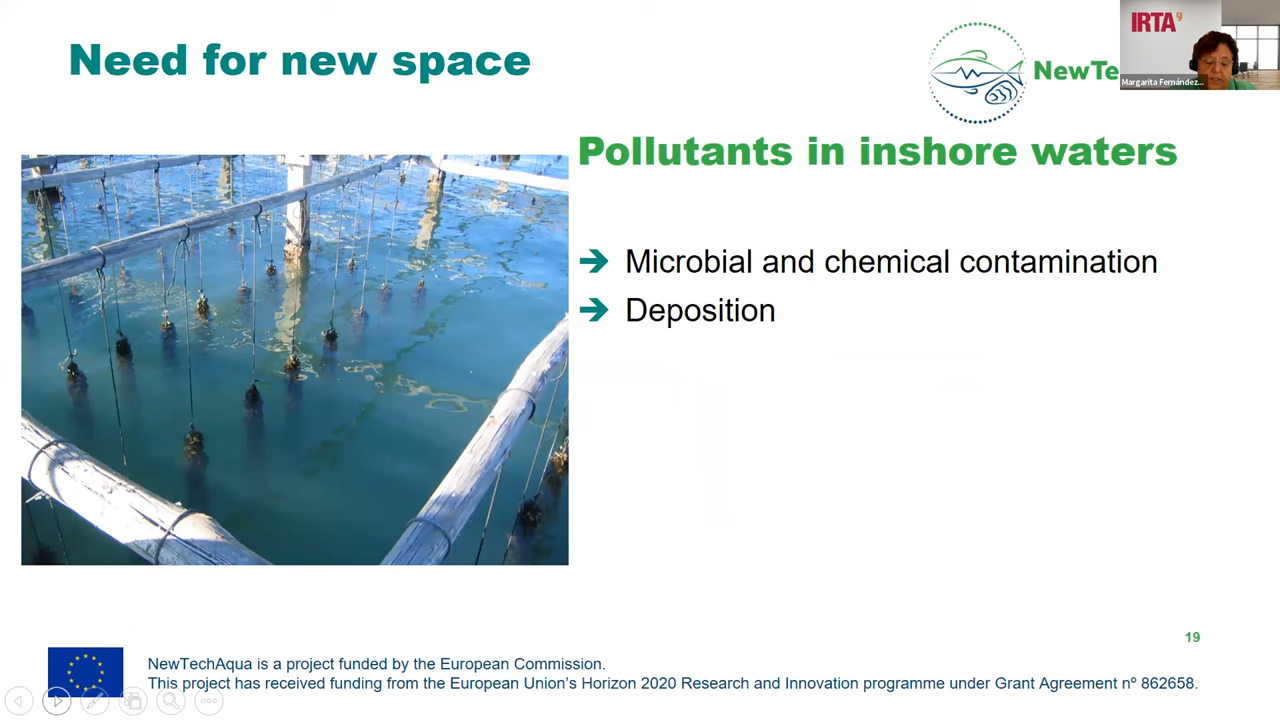 Need for new space
NewTe
IRTA
Margarita Fernández...
Pollutants in inshore waters
Microbial and chemical contamination
Deposition
19
NewTechAqua is a project funded by the European Commission.
This project has received funding from the European Union's Horizon 2020 Research and Innovation programme under Grant Agreement nº 862658.